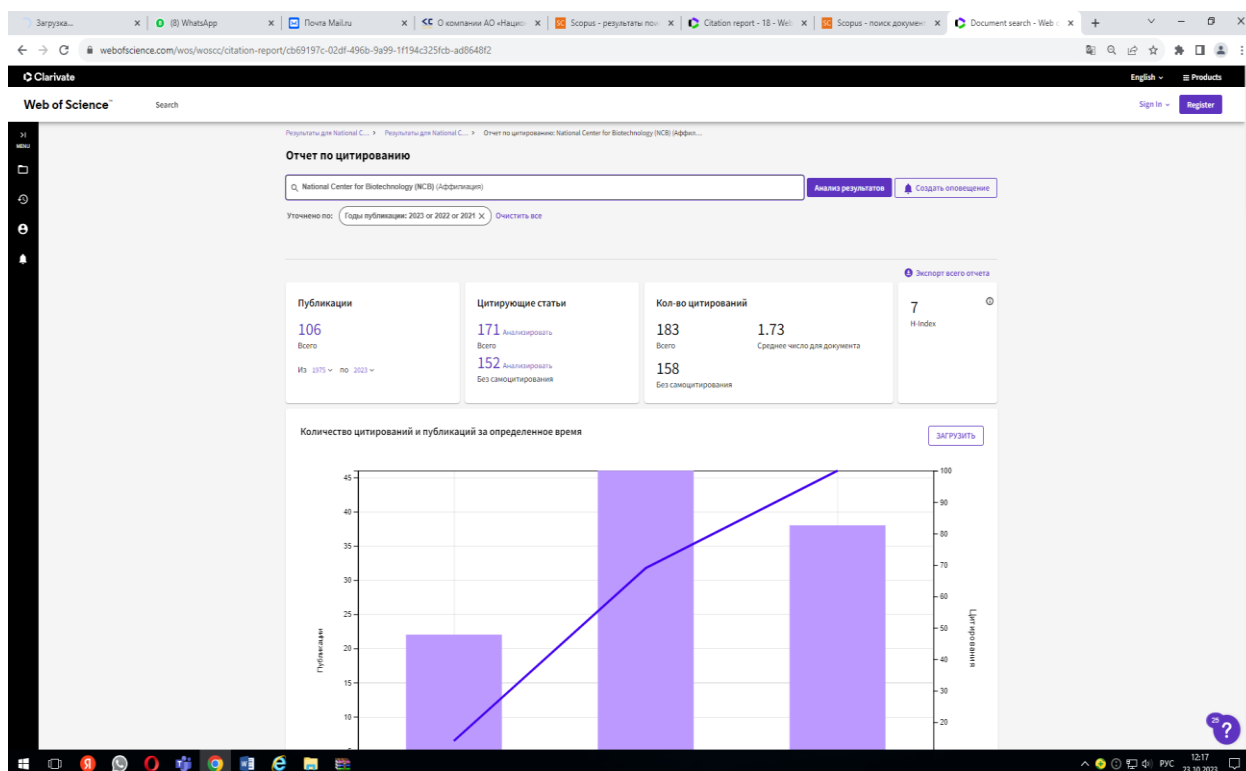 Загрузка...
(8) WhatsApp
Почта Mail.ru
О компании АО «Нацио
Scopus - результаты пои
Citation report - 18 - Web
Scopus - поиск документ
Document search - Web o
webofscience.com/wos/woscc/citation-report/cb69197c-02df-496b-9a99-1f194c325fcb-ad8648f2
Clarivate
English
Products
Web of Science™
Search
Sign In
Register
MENU
Результаты для National C... > Результаты для National C... > Отчет по цитированию: National Center for Biotechnology (NCB) (Аффил...
Отчет по цитированию
National Center for Biotechnology (NCB) (Аффилиация)
Анализ результатов
Создать оповещение
Уточнено по:
Годы публикации: 2023 or 2022 or 2021
Очистить все
Экспорт всего отчета
Публикации
106
Всего
Из 1975 по 2023
Цитирующие статьи
171 Анализировать
Всего
152 Анализировать
Без самоцитирования
Кол-во цитирований
183
Всего
1.73
Среднее число для документа
158
Без самоцитирования
7
H-Index
Количество цитирований и публикаций за определенное время
ЗАГРУЗИТЬ
45
40
35
30
25
20
15
10
Публикации
100
90
80
70
60
50
40
30
20
Цитирования
25
?
РУС
12:17
23.10.2023